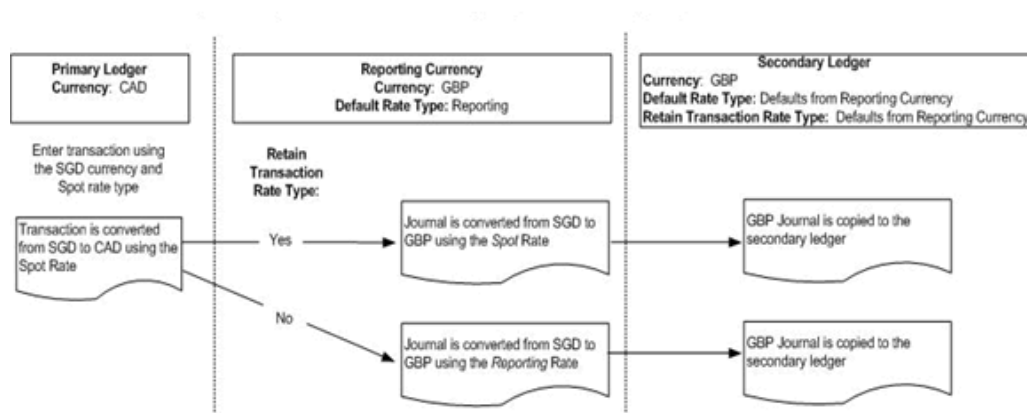 Primary Ledger
Currency: CAD
Reporting Currency
Currency: GBP
Default Rate Type: Reporting
Secondary Ledger
Currency: GBP
Default Rate Type: Defaults from Reporting Currency
Retain Transaction Rate Type: Defaults from Reporting Currency
Enter transaction using
the SGD currency and
Spot rate type
Retain
Transaction
Rate Type:
Transaction is converted
from SGD to CAD using the
Spot Rate
Yes
Journal is converted from SGD to
GBP using the Spot Rate
GBP Journal is copied to the
secondary ledger
No
Journal is converted from SGD to
GBP using the Reporting Rate
GBP Journal is copied to the
secondary ledger